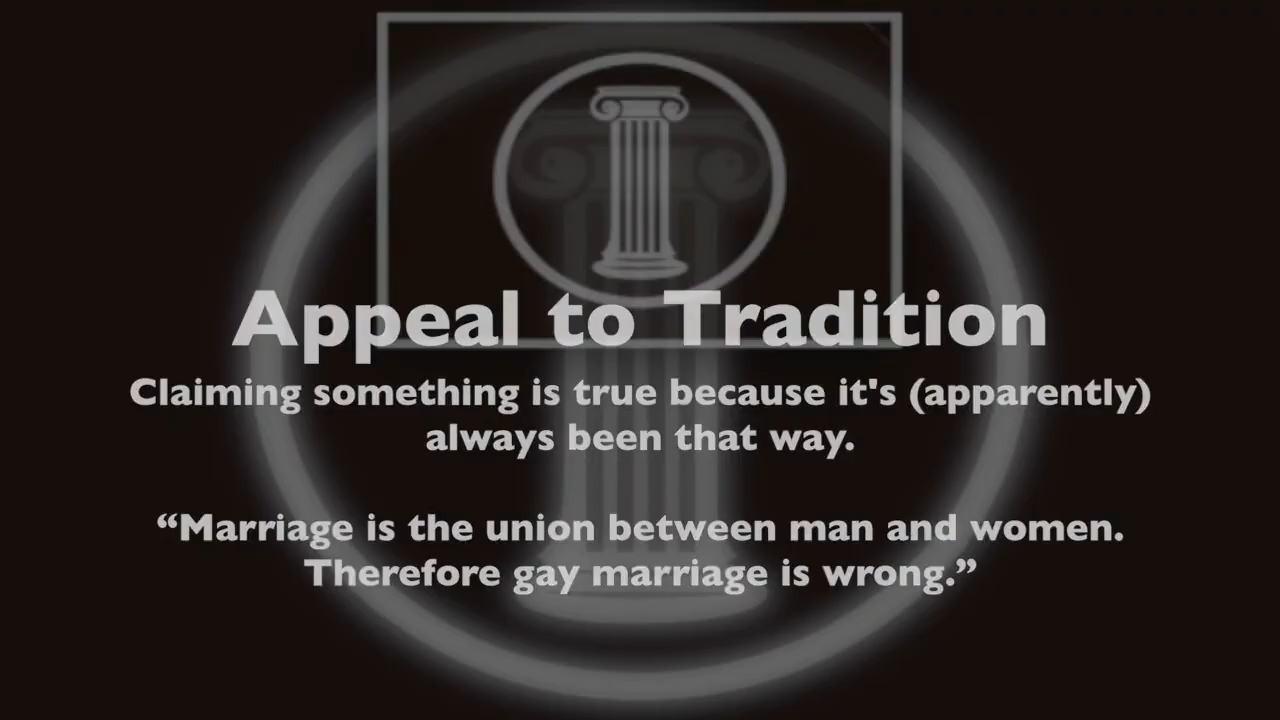 Appeal to Tradition
Claiming something is true because it's (apparently)
always been that way.
“Marriage is the union between man and women.
Therefore gay marriage is wrong.”